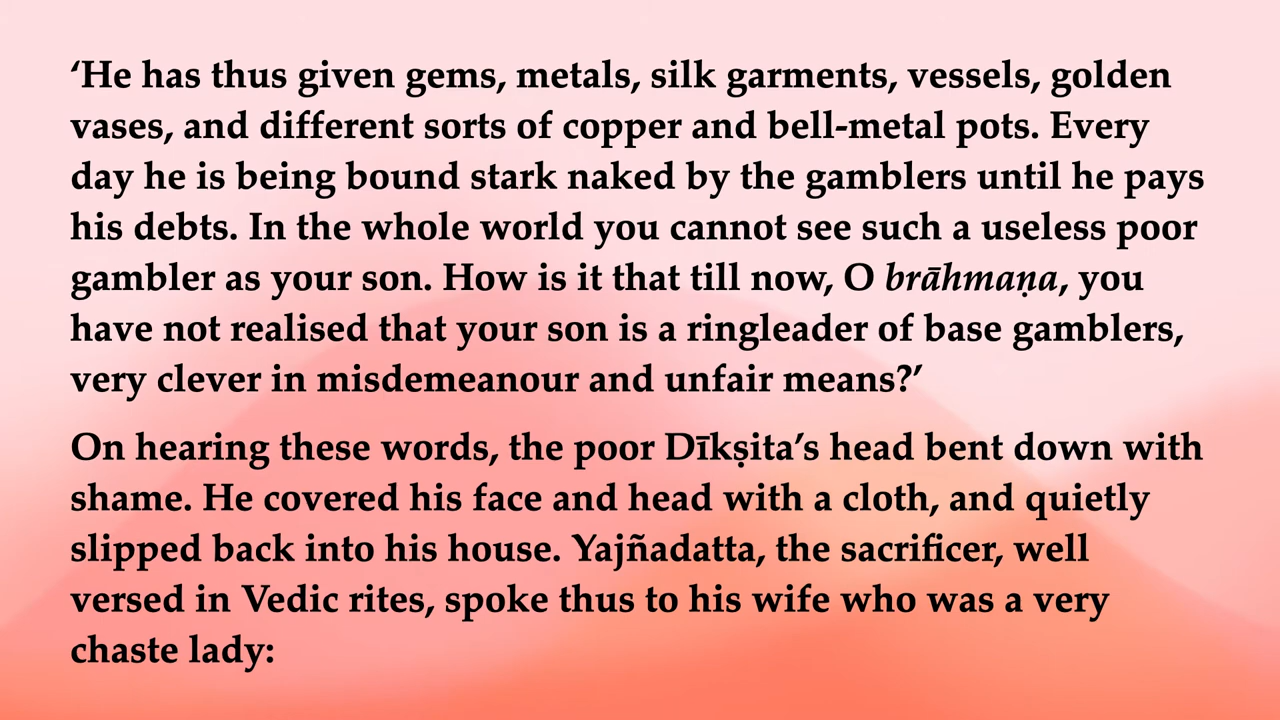 ‘He has thus given gems, metals, silk garments, vessels, golden
vases, and different sorts of copper and bell-metal pots. Every
day he is being bound stark naked by the gamblers until he pays
his debts. In the whole world you cannot see such a useless poor
gambler as your son. How is it that till now, O brāhmaṇa, you
have not realised that your son is a ringleader of base gamblers,
very clever in misdemeanour and unfair means?’
On hearing these words, the poor Dīkṣita’s head bent down with
shame. He covered his face and head with a cloth, and quietly
slipped back into his house. Yajñadatta, the sacrificer, well
versed in Vedic rites, spoke thus to his wife who was a very
chaste lady: